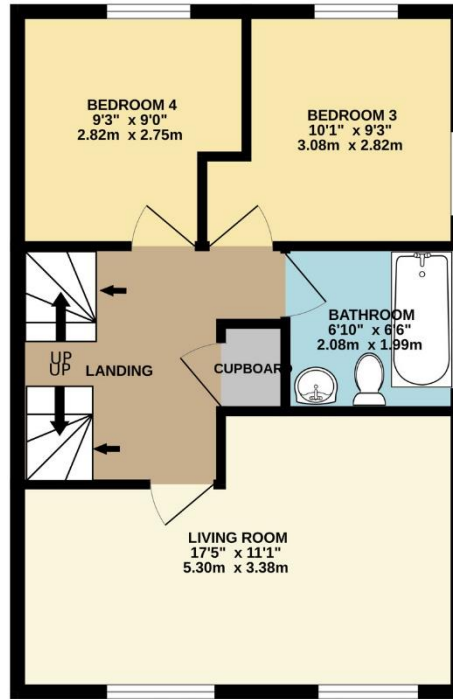 BEDROOM 4
9'3" x 9'0"
2.82m x 2.75m
BEDROOM 3
10'1" x 9'3"
3.08m x 2.82m
BATHROOM
6'10" x 6'6"
2.08m x 1.99m
UP
UP
LANDING
CUPBOARD
LIVING ROOM
17'5" x 11'1"
5.30m x 3.38m